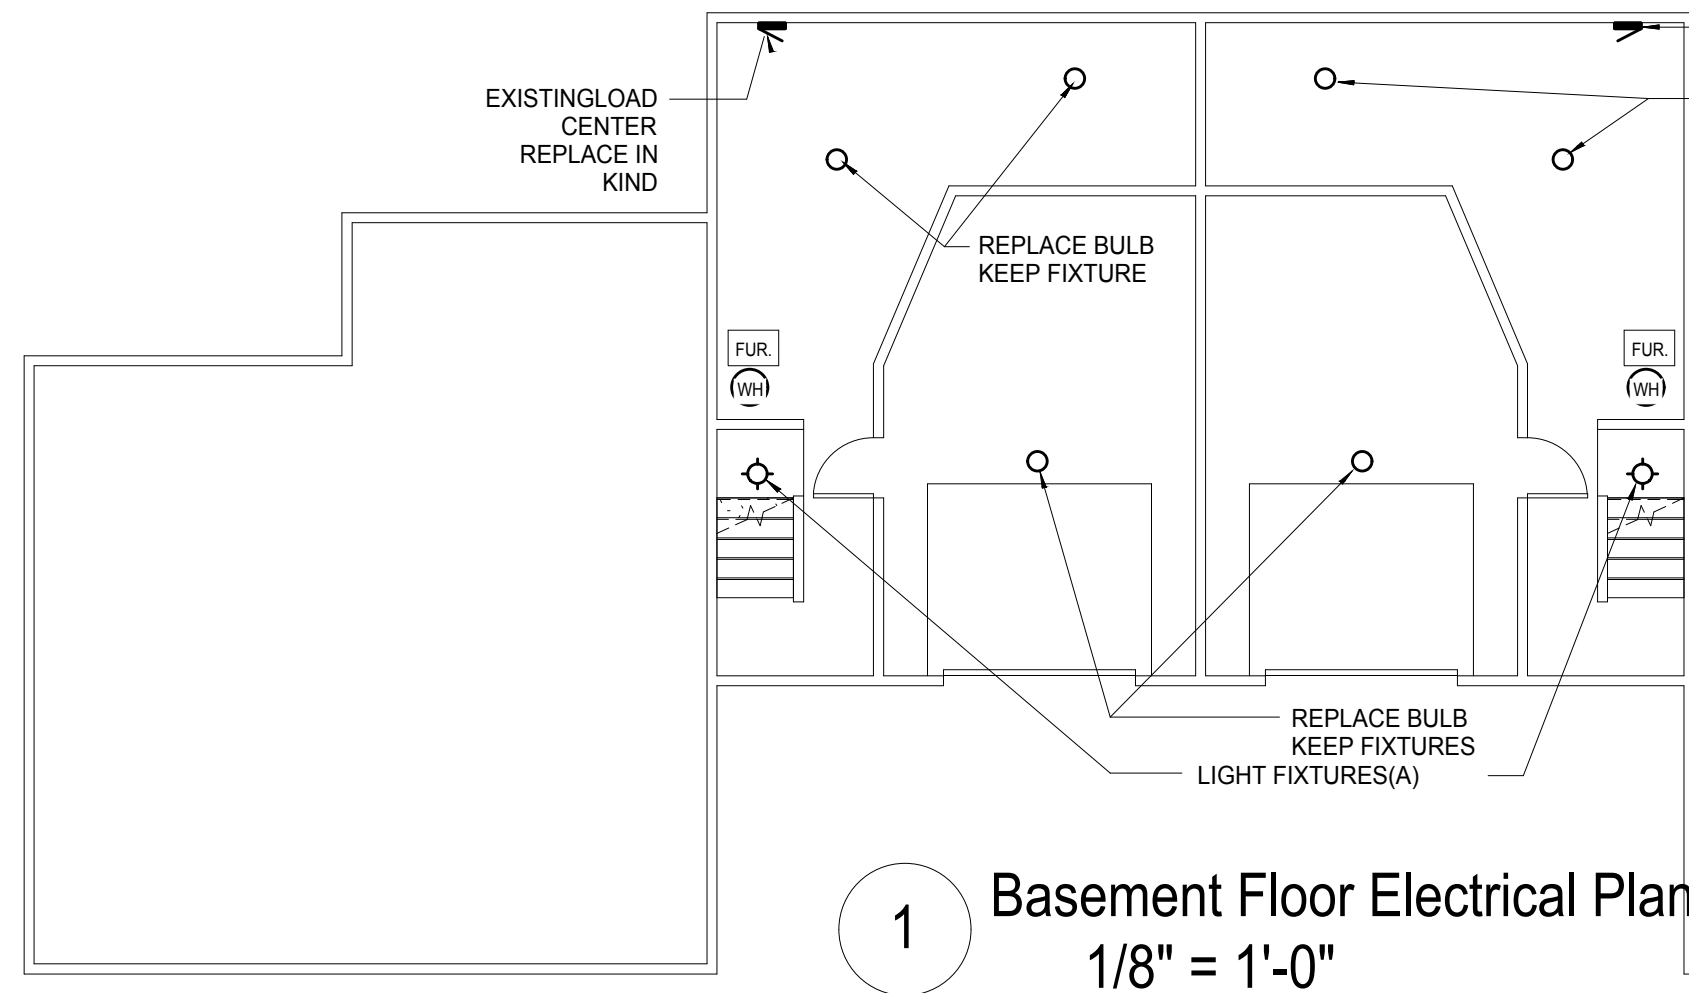 EXISTINGLOAD
CENTER
REPLACE IN
KIND
REPLACE BULB
KEEP FIXTURE
FUR.
WH
FUR.
WH
REPLACE BULB
KEEP FIXTURES
LIGHT FIXTURES(A)
1
Basement Floor Electrical Plan
1/8" = 1'-0"